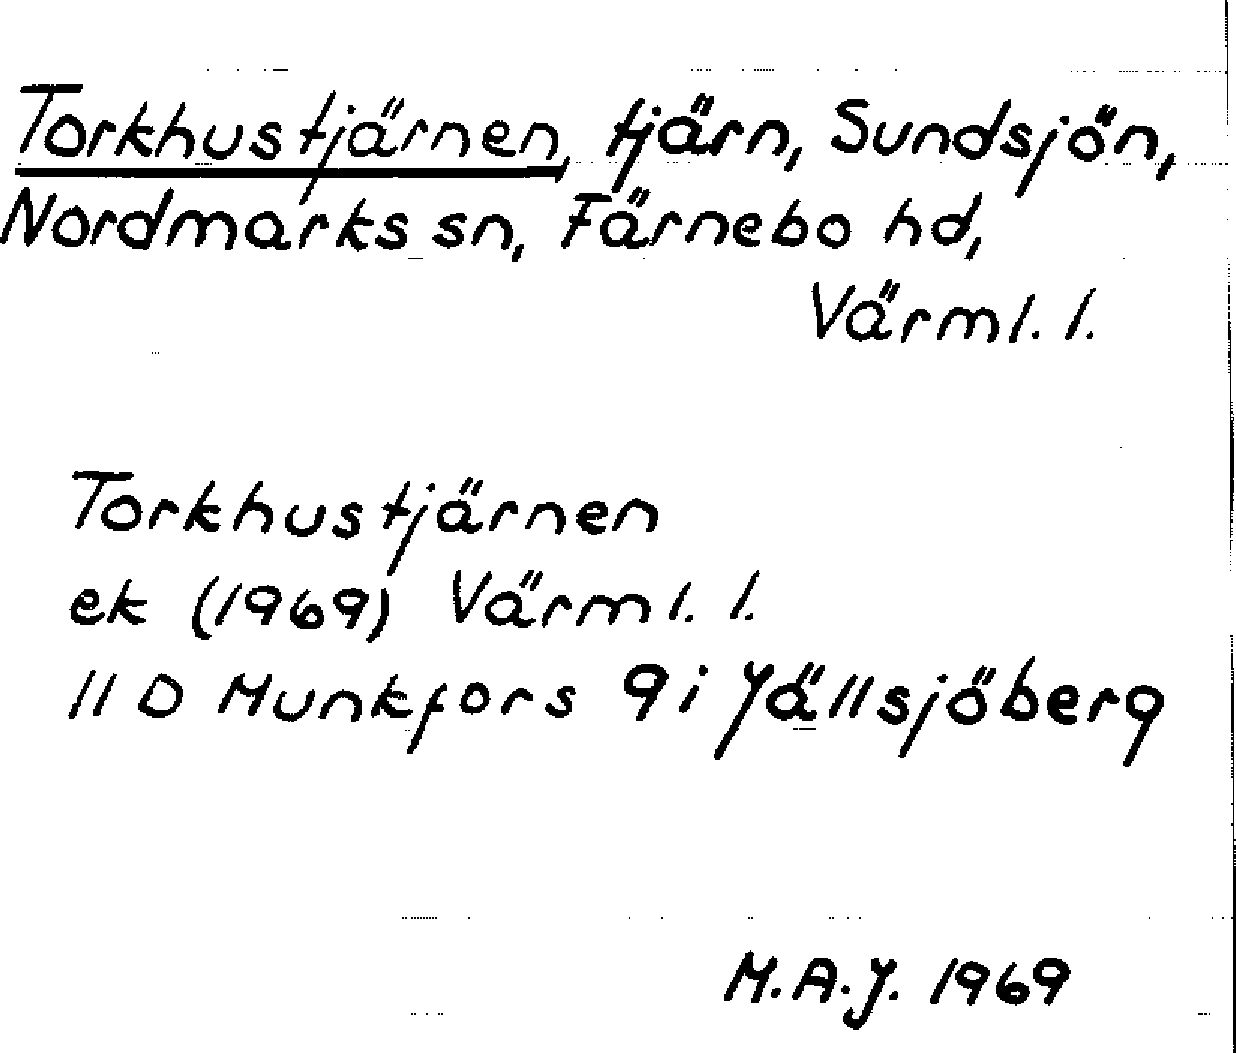 Torkhustjärnen, tjärn, Sundsjön,
Nordmarks sn, Färnebo hd,
Värml. l.
Torkhustjärnen
ek (1969) Värml. l.
11 D Munkfors 9 i Yällsjöberg
M.A.J. 1969